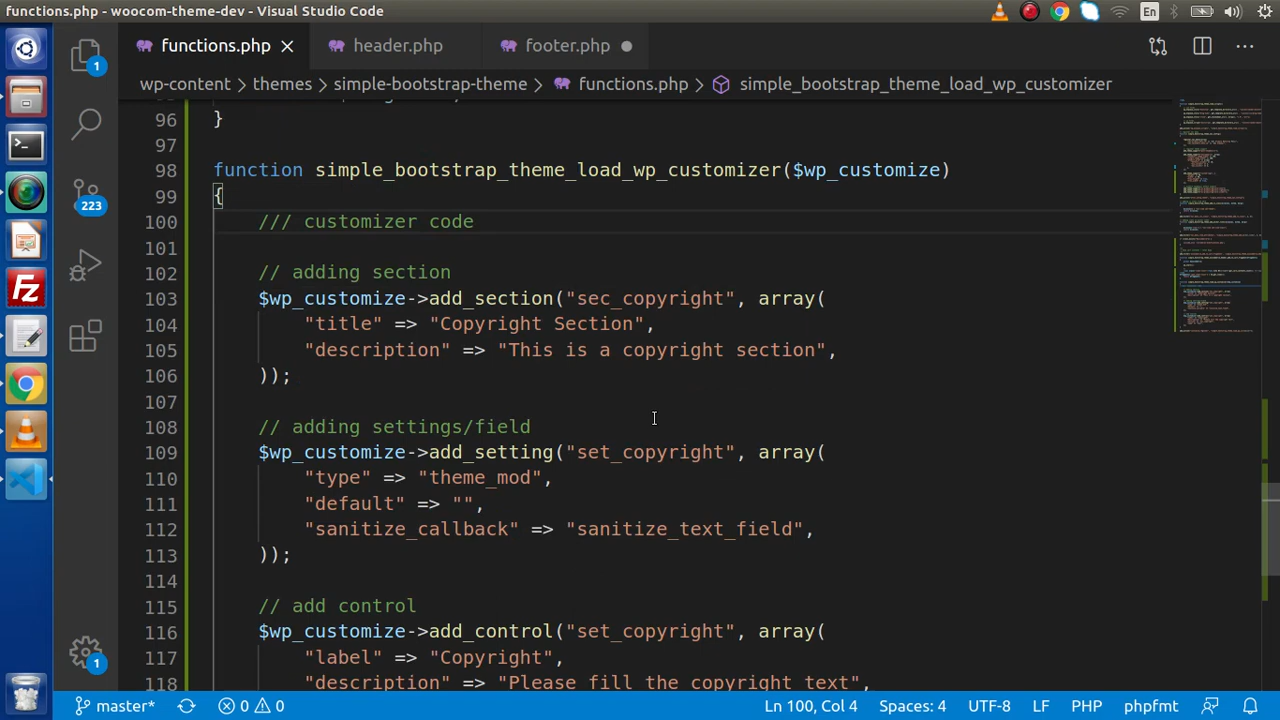 functions.php - woocom-theme-dev - Visual Studio Code
En
functions.php
header.php
footer.php
wp-content > themes > simple-bootstrap-theme > functions.php > simple_bootstrap_theme_load_wp_customizer
1
223
1
96 }
97
98 function simple_bootstrap_theme_load_wp_customizer($wp_customize)
99 {
100 /// customizer code
101
102 // adding section
103 $wp_customize->add_section("sec_copyright", array(
104 "title" => "Copyright Section",
105 "description" => "This is a copyright section",
106 ));
107
108 // adding settings/field
109 $wp_customize->add_setting("set_copyright", array(
110 "type" => "theme_mod",
111 "default" => "",
112 "sanitize_callback" => "sanitize_text_field",
113 ));
114
115 // add control
116 $wp_customize->add_control("set_copyright", array(
117 "label" => "Copyright",
118 "description" => "Please fill the copyright text",
master* 0 0 Ln 100, Col 4 Spaces: 4 UTF-8 LF PHP phpfmt